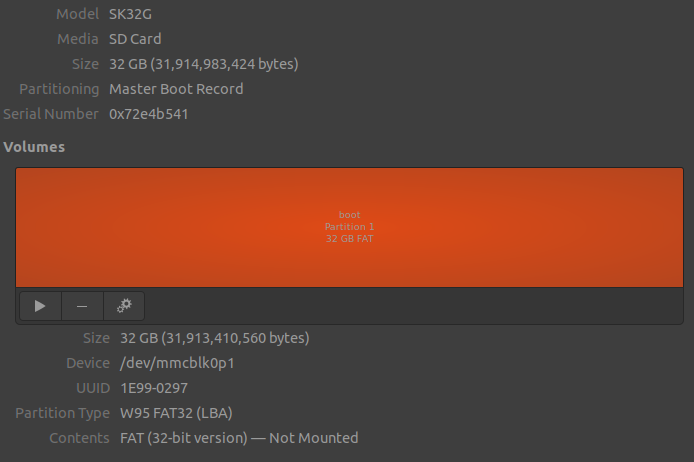 Model SK32G
Media SD Card
Size 32 GB (31,914,983,424 bytes)
Partitioning Master Boot Record
Serial Number 0x72e4b541
Volumes
boot
Partition 1
32 GB FAT
Size 32 GB (31,913,410,560 bytes)
Device /dev/mmcblk0p1
UUID 1E99-0297
Partition Type W95 FAT32 (LBA)
Contents FAT (32-bit version) — Not Mounted